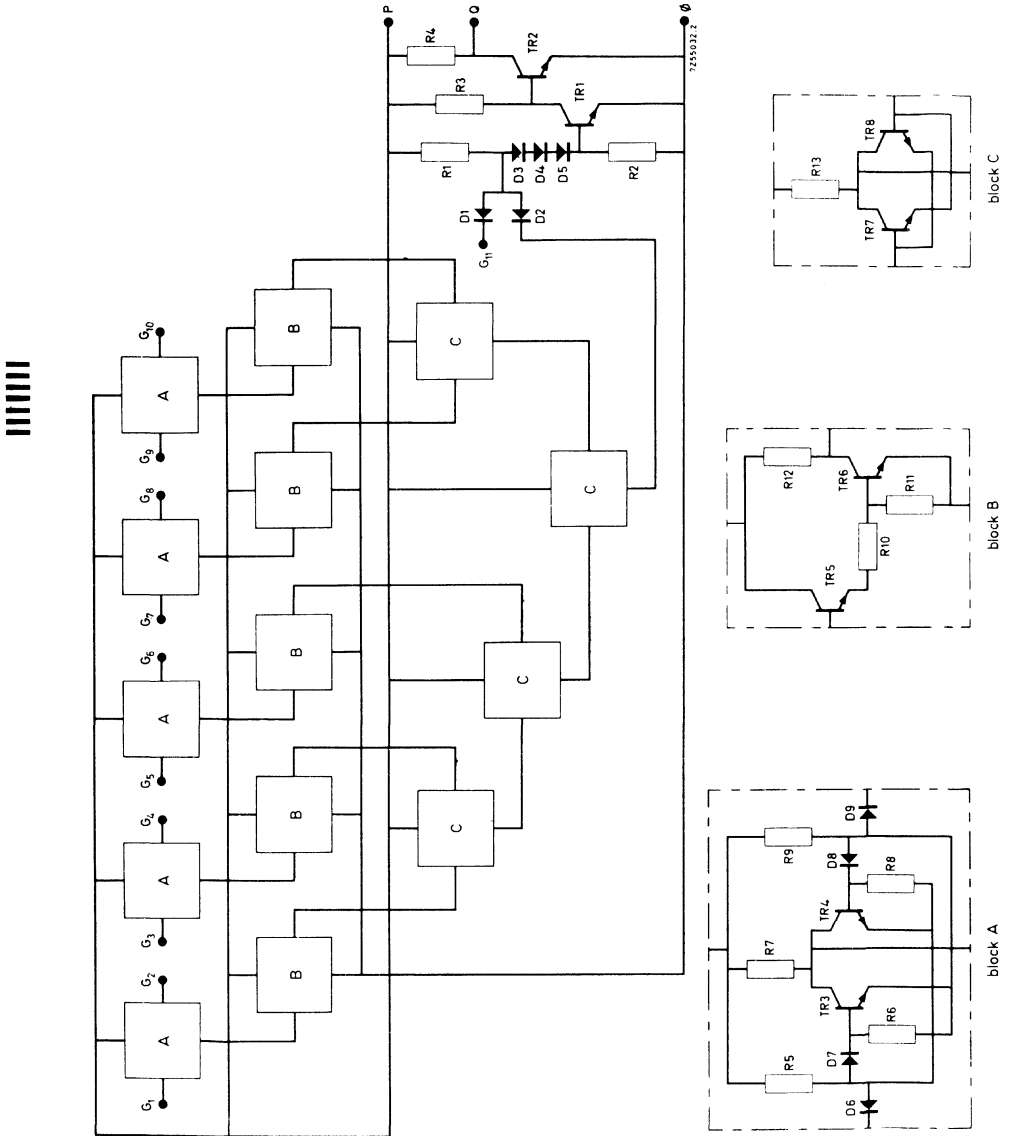 G1
A
G2
G3
A
G4
G5
A
G6
G7
A
G8
G9
A
G10
B
B
B
B
B
C
C
C
C
P
Q
Ø
R4
R3
R1
TR2
TR1
D3
D4
D5
R2
D1
D2
G11
7Z55032.2
R5
R7
R9
D6
D7
TR3
R6
TR4
D8
R8
D9
block A
R12
TR5
TR6
R10
R11
block B
R13
TR7
TR8
block C